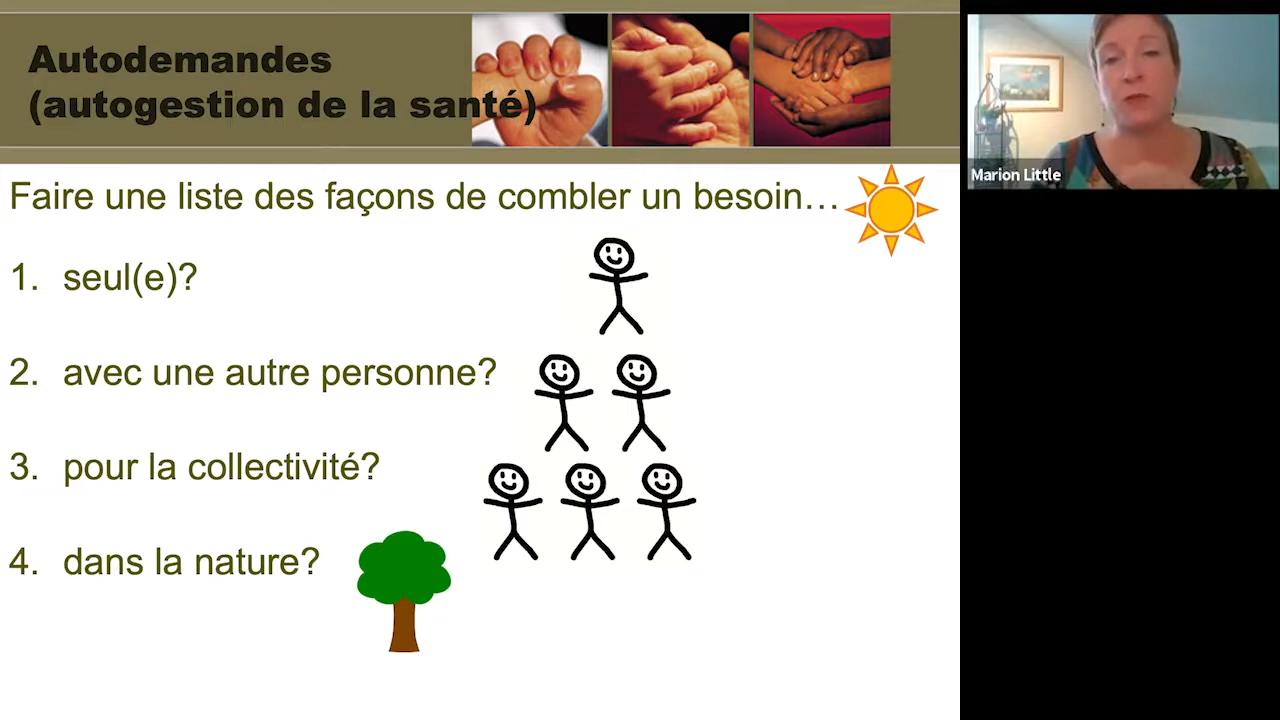 Autodemandes
(autogestion de la santé)
Faire une liste des façons de combler un besoin…
1. seul(e)?
2. avec une autre personne?
3. pour la collectivité?
4. dans la nature?
Marion Little